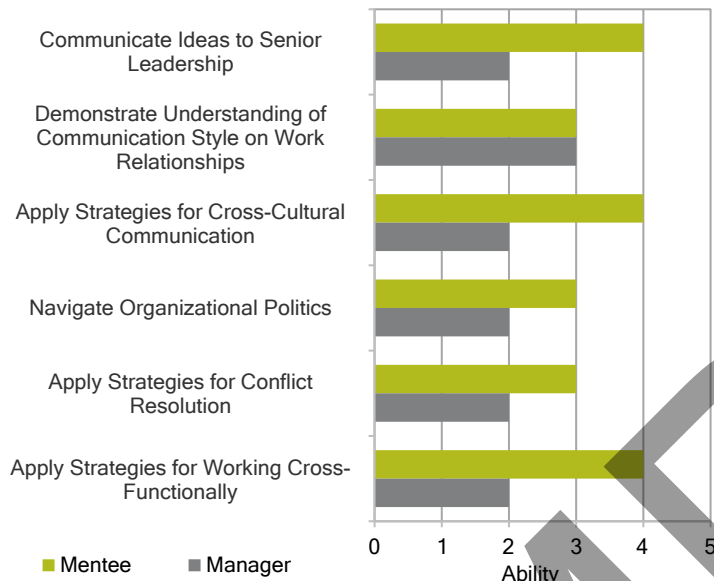 Communicate Ideas to Senior
Leadership
Demonstrate Understanding of
Communication Style on Work
Relationships
Apply Strategies for Cross-Cultural
Communication
Navigate Organizational Politics
Apply Strategies for Conflict
Resolution
Apply Strategies for Working Cross-
Functionally
0 1 2 3 4 5
Ability
Mentee Manager